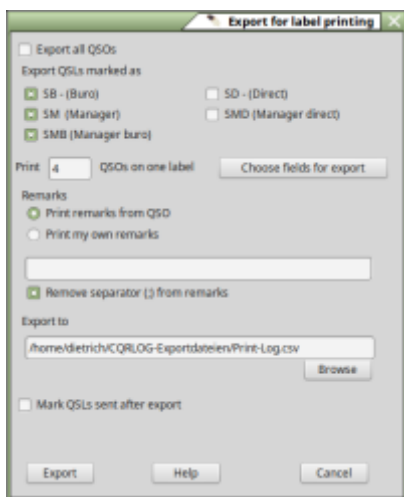 Export for label printing
Export all QSOs
Export QSLs marked as
SB - (Buro) SD - (Direct)
SM (Manager) SMD (Manager direct)
SMB (Manager buro)
Print 4 QSOs on one label Choose fields for export
Remarks
Print remarks from QSO
Print my own remarks
Remove separator (;) from remarks
Export to
/home/dietrich/CQRLOG-Exportdateien/Print-Log.csv
Browse
Mark QSLs sent after export
Export Help Cancel